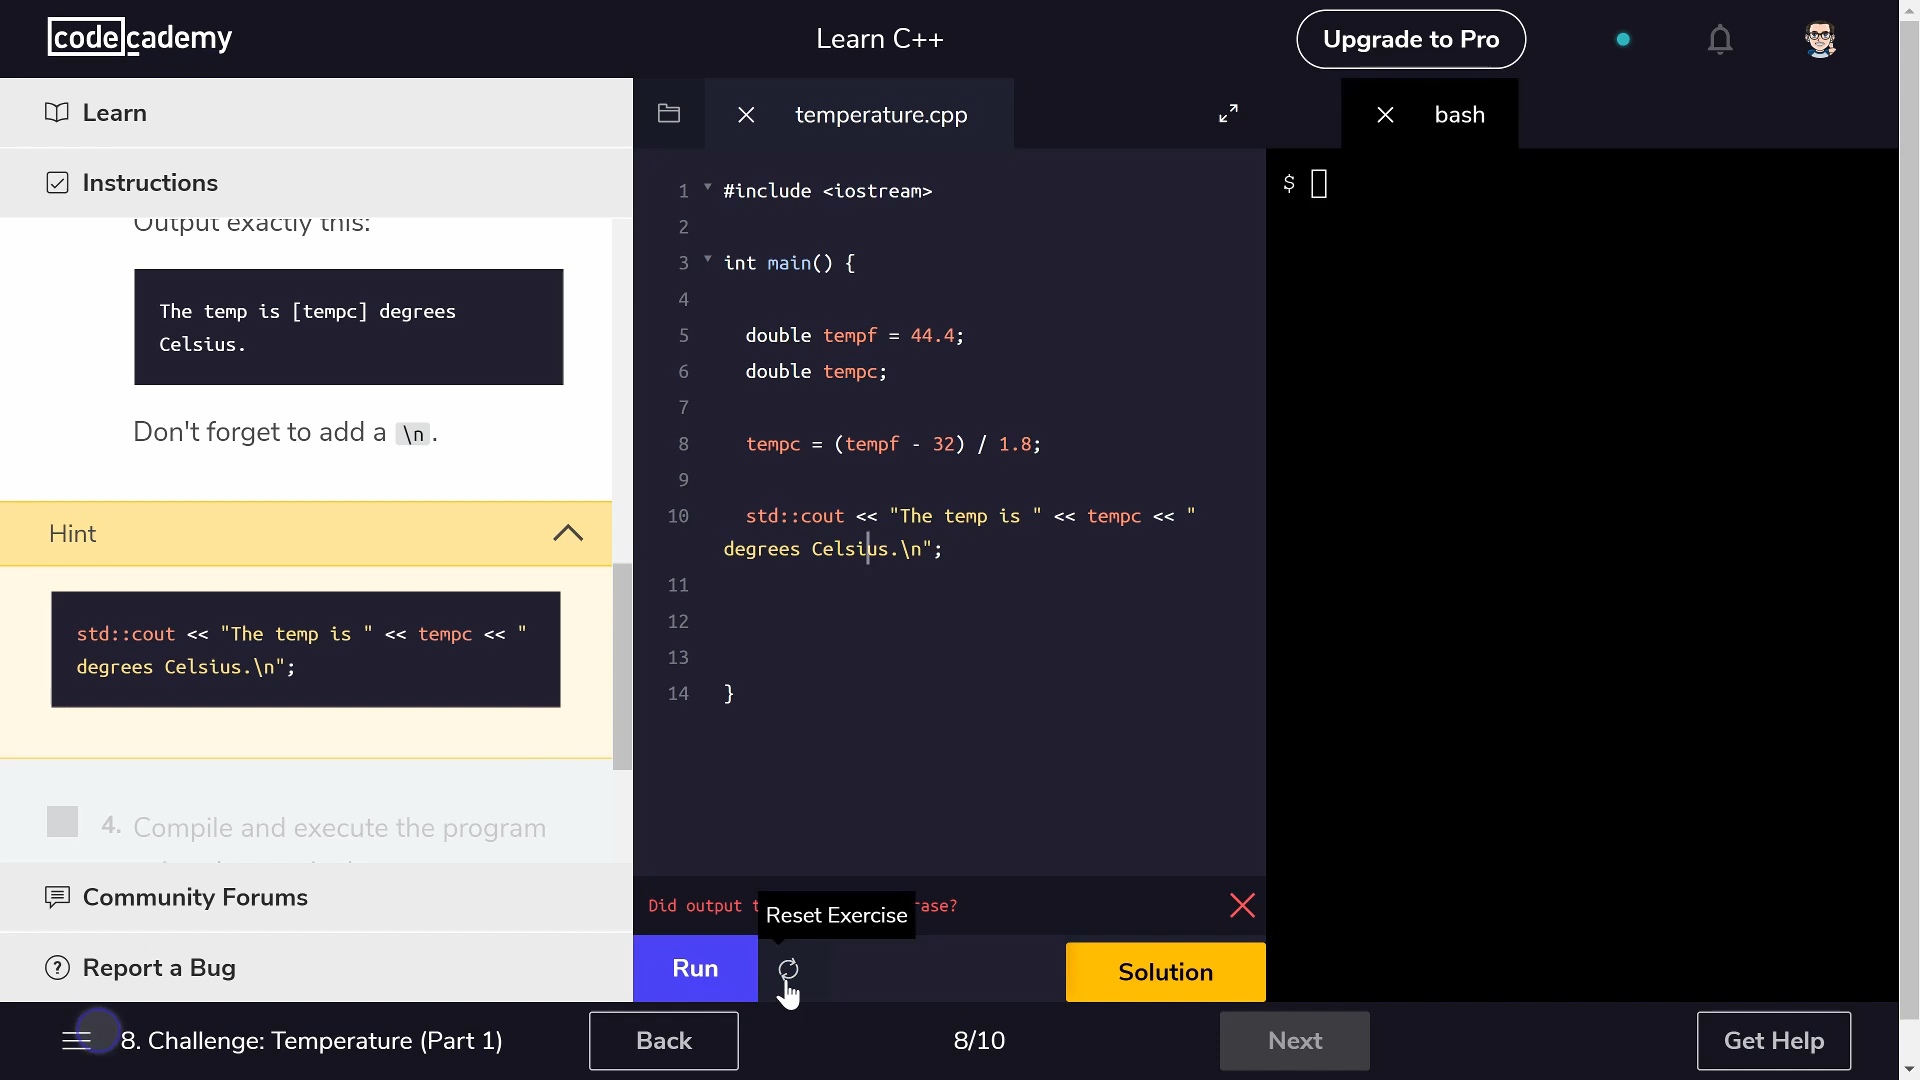 codecademy
Learn C++
Upgrade to Pro
Learn
Instructions
Output exactly this:
The temp is [tempc] degrees
Celsius.
Don't forget to add a \n.
Hint
std::cout << "The temp is " << tempc << "
degrees Celsius.\n";
4. Compile and execute the program
Community Forums
Report a Bug
temperature.cpp
1 #include <iostream>
2
3 int main() {
4
5 double tempf = 44.4;
6 double tempc;
7
8 tempc = (tempf - 32) / 1.8;
9
10 std::cout << "The temp is " << tempc << "
degrees Celsius.\n";
11
12
13
14 }
Did output
Reset Exercise
Run
Solution
bash
$
8. Challenge: Temperature (Part 1)
Back
8/10
Next
Get Help